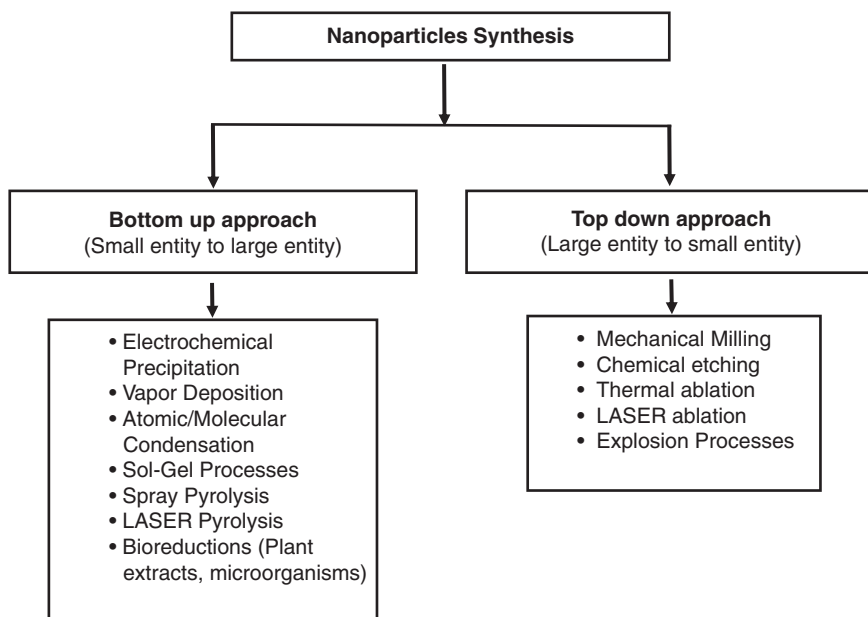 Nanoparticles Synthesis
Bottom up approach
(Small entity to large entity)
Top down approach
(Large entity to small entity)
• Electrochemical
Precipitation
• Vapor Deposition
• Atomic/Molecular
Condensation
• Sol-Gel Processes
• Spray Pyrolysis
• LASER Pyrolysis
• Bioreductions (Plant
extracts, microorganisms)
• Mechanical Milling
• Chemical etching
• Thermal ablation
• LASER ablation
• Explosion Processes